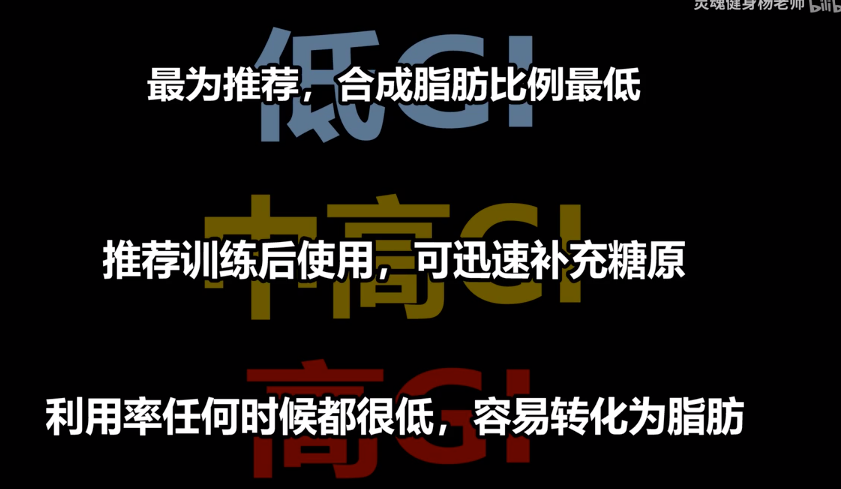 灵魂健身杨老师 bilib
低GI
最为推荐，合成脂肪比例最低
中高GI
推荐训练后使用，可迅速补充糖原
高GI
利用率任何时候都很低，容易转化为脂肪